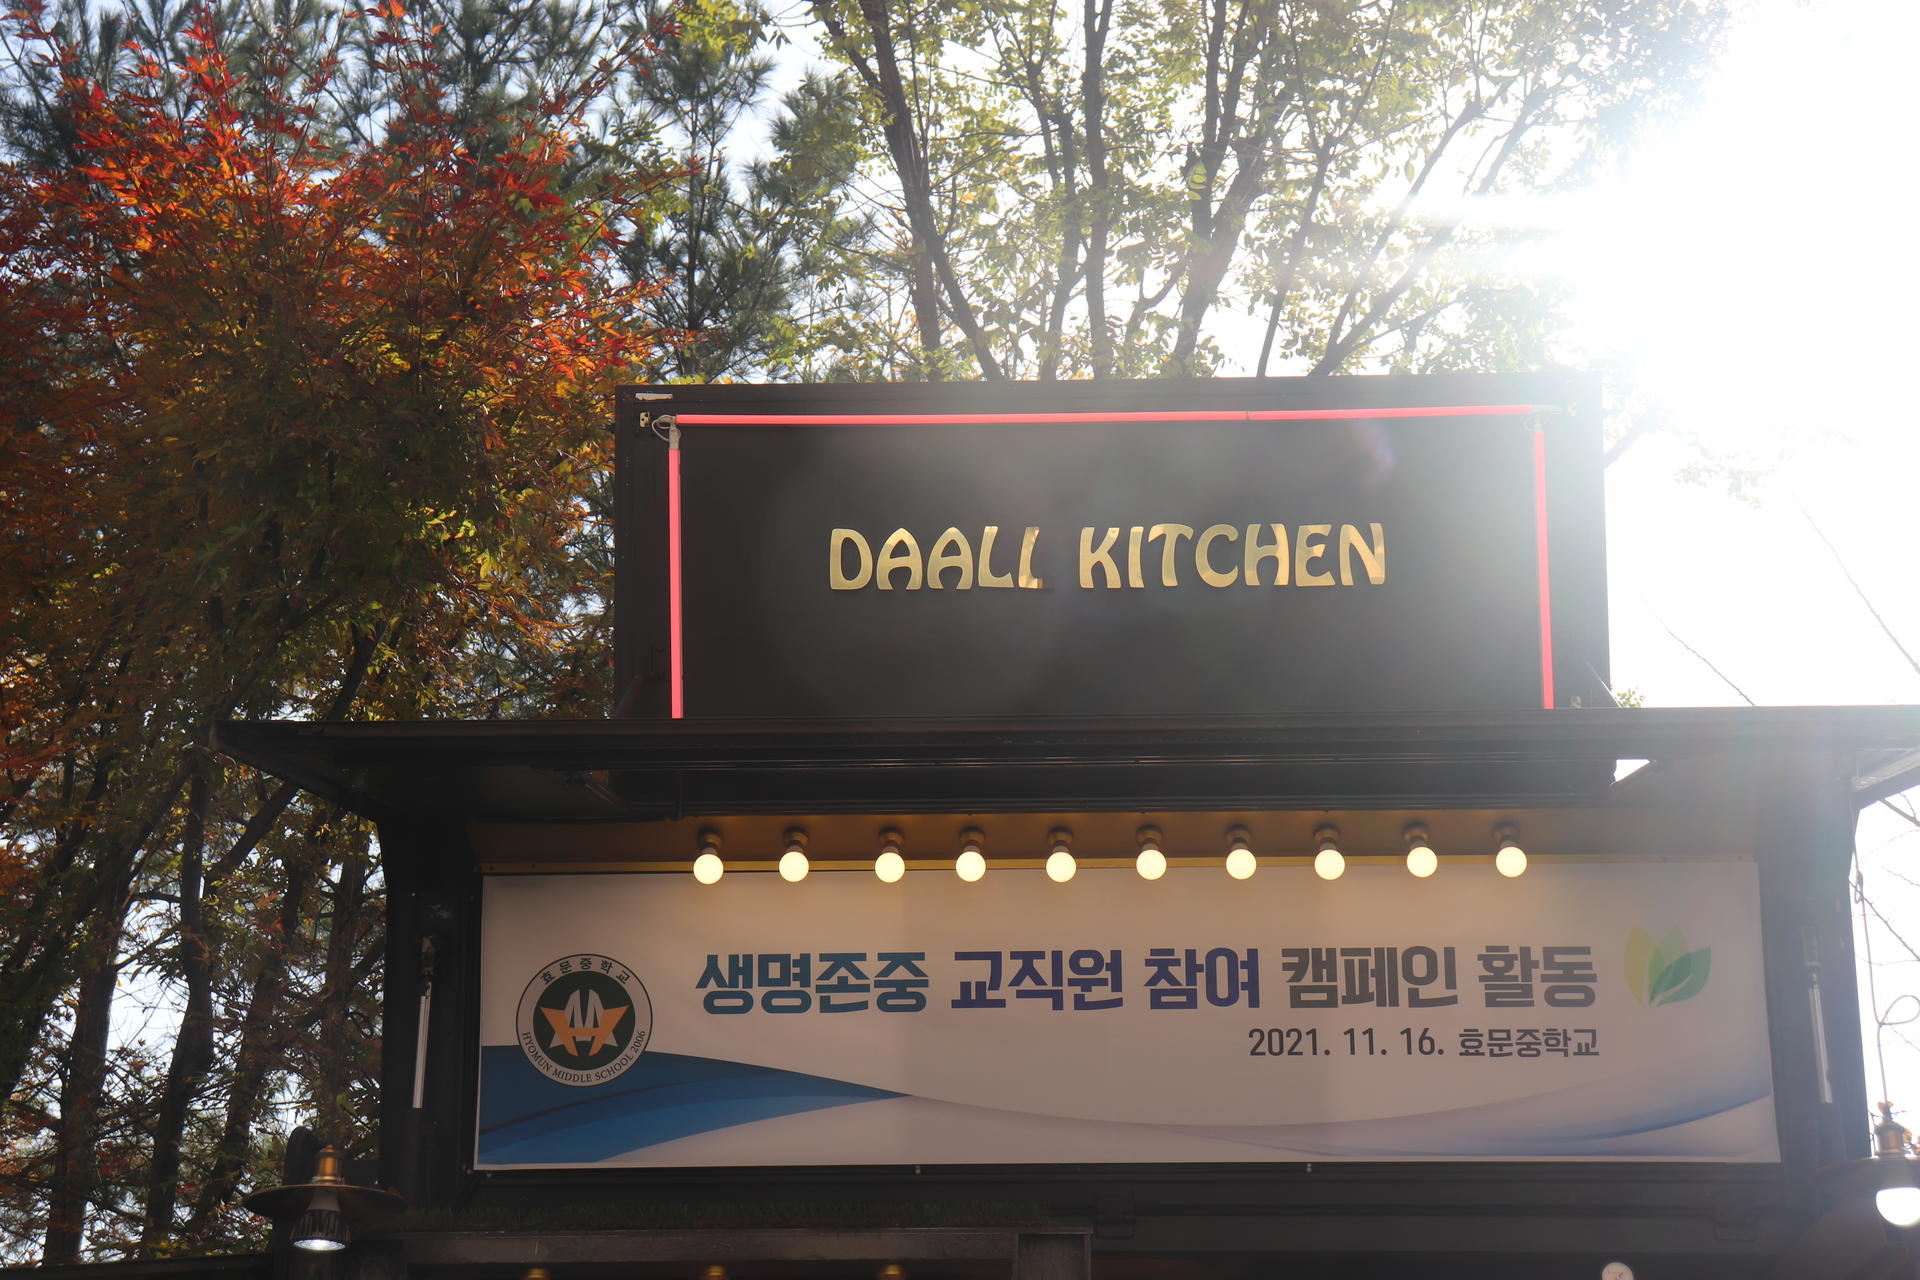 DAALL KITCHEN
생명존중 교직원 참여 캠페인 활동
2021. 11. 16. 효문중학교
효문중학교
HYOMUN MIDDLE SCHOOL 2006